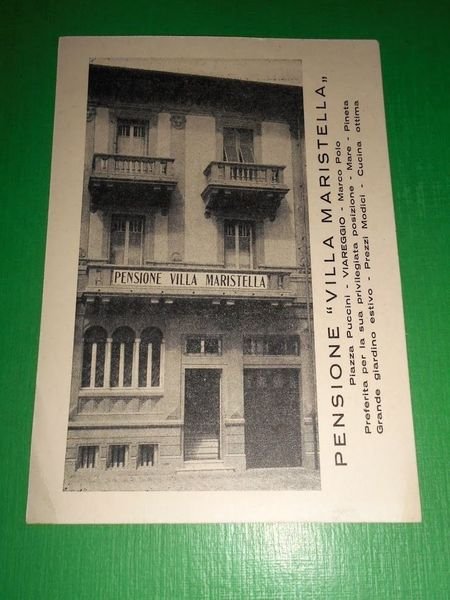 PENSIONE VILLA MARISTELLA
PENSIONE "VILLA MARISTELLA„
Piazza Puccini - VIAREGGIO - Marco Polo
Preferita per la sua privilegiata posizione - Mare - Pineta
Grande giardino estivo - Prezzi Modici - Cucina ottima